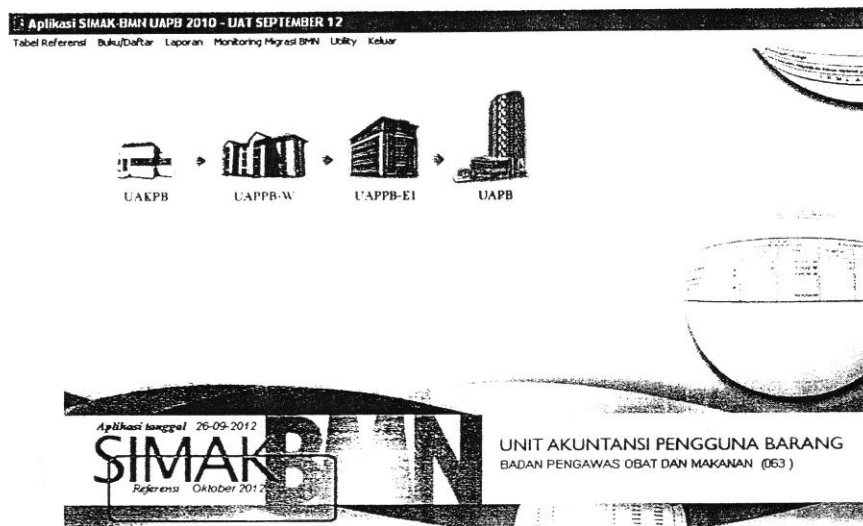 Aplikasi SIMAK-BMN UAPB 2010 - UAT SEPTEMBER 12
Tabel Referensi Buku/Daftar Laporan Monitoring Migrasi BMN Utility Keluar
UAKPB UAPPB-W UAPPB-E1 UAPB
Aplikasi tanggal 26-09-2012
SIMAK BMN
Referensi Oktober 2012
UNIT AKUNTANSI PENGGUNA BARANG
BADAN PENGAWAS OBAT DAN MAKANAN (063)